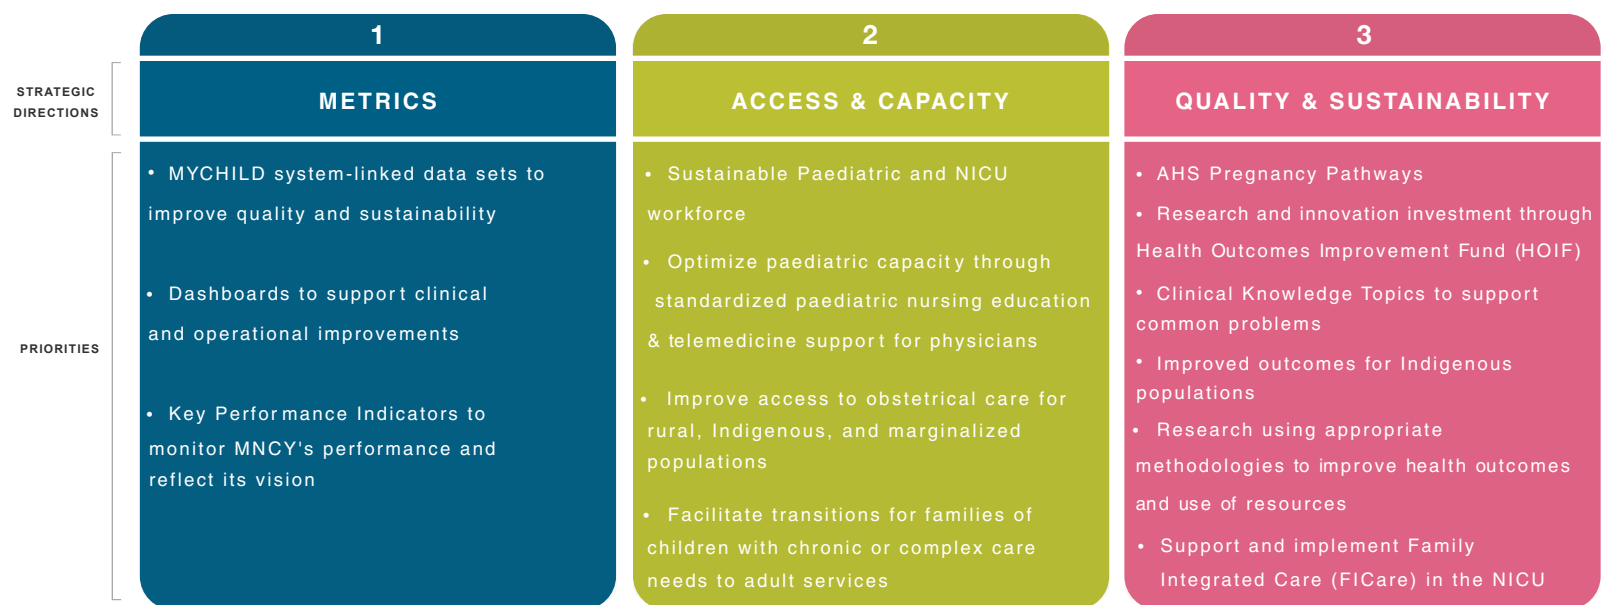 1
2
3
STRATEGIC
DIRECTIONS
METRICS
ACCESS & CAPACITY
QUALITY & SUSTAINABILITY
PRIORITIES
• MYCHILD system-linked data sets to
improve quality and sustainability
• Dashboards to support clinical
and operational improvements
• Key Performance Indicators to
monitor MNCY's performance and
reflect its vision
• Sustainable Paediatric and NICU
workforce
• Optimize paediatric capacity through
standardized paediatric nursing education
& telemedicine support for physicians
• Improve access to obstetrical care for
rural, Indigenous, and marginalized
populations
• Facilitate transitions for families of
children with chronic or complex care
needs to adult services
• AHS Pregnancy Pathways
• Research and innovation investment through
Health Outcomes Improvement Fund (HOIF)
• Clinical Knowledge Topics to support
common problems
• Improved outcomes for Indigenous
populations
• Research using appropriate
methodologies to improve health outcomes
and use of resources
• Support and implement Family
Integrated Care (FICare) in the NICU